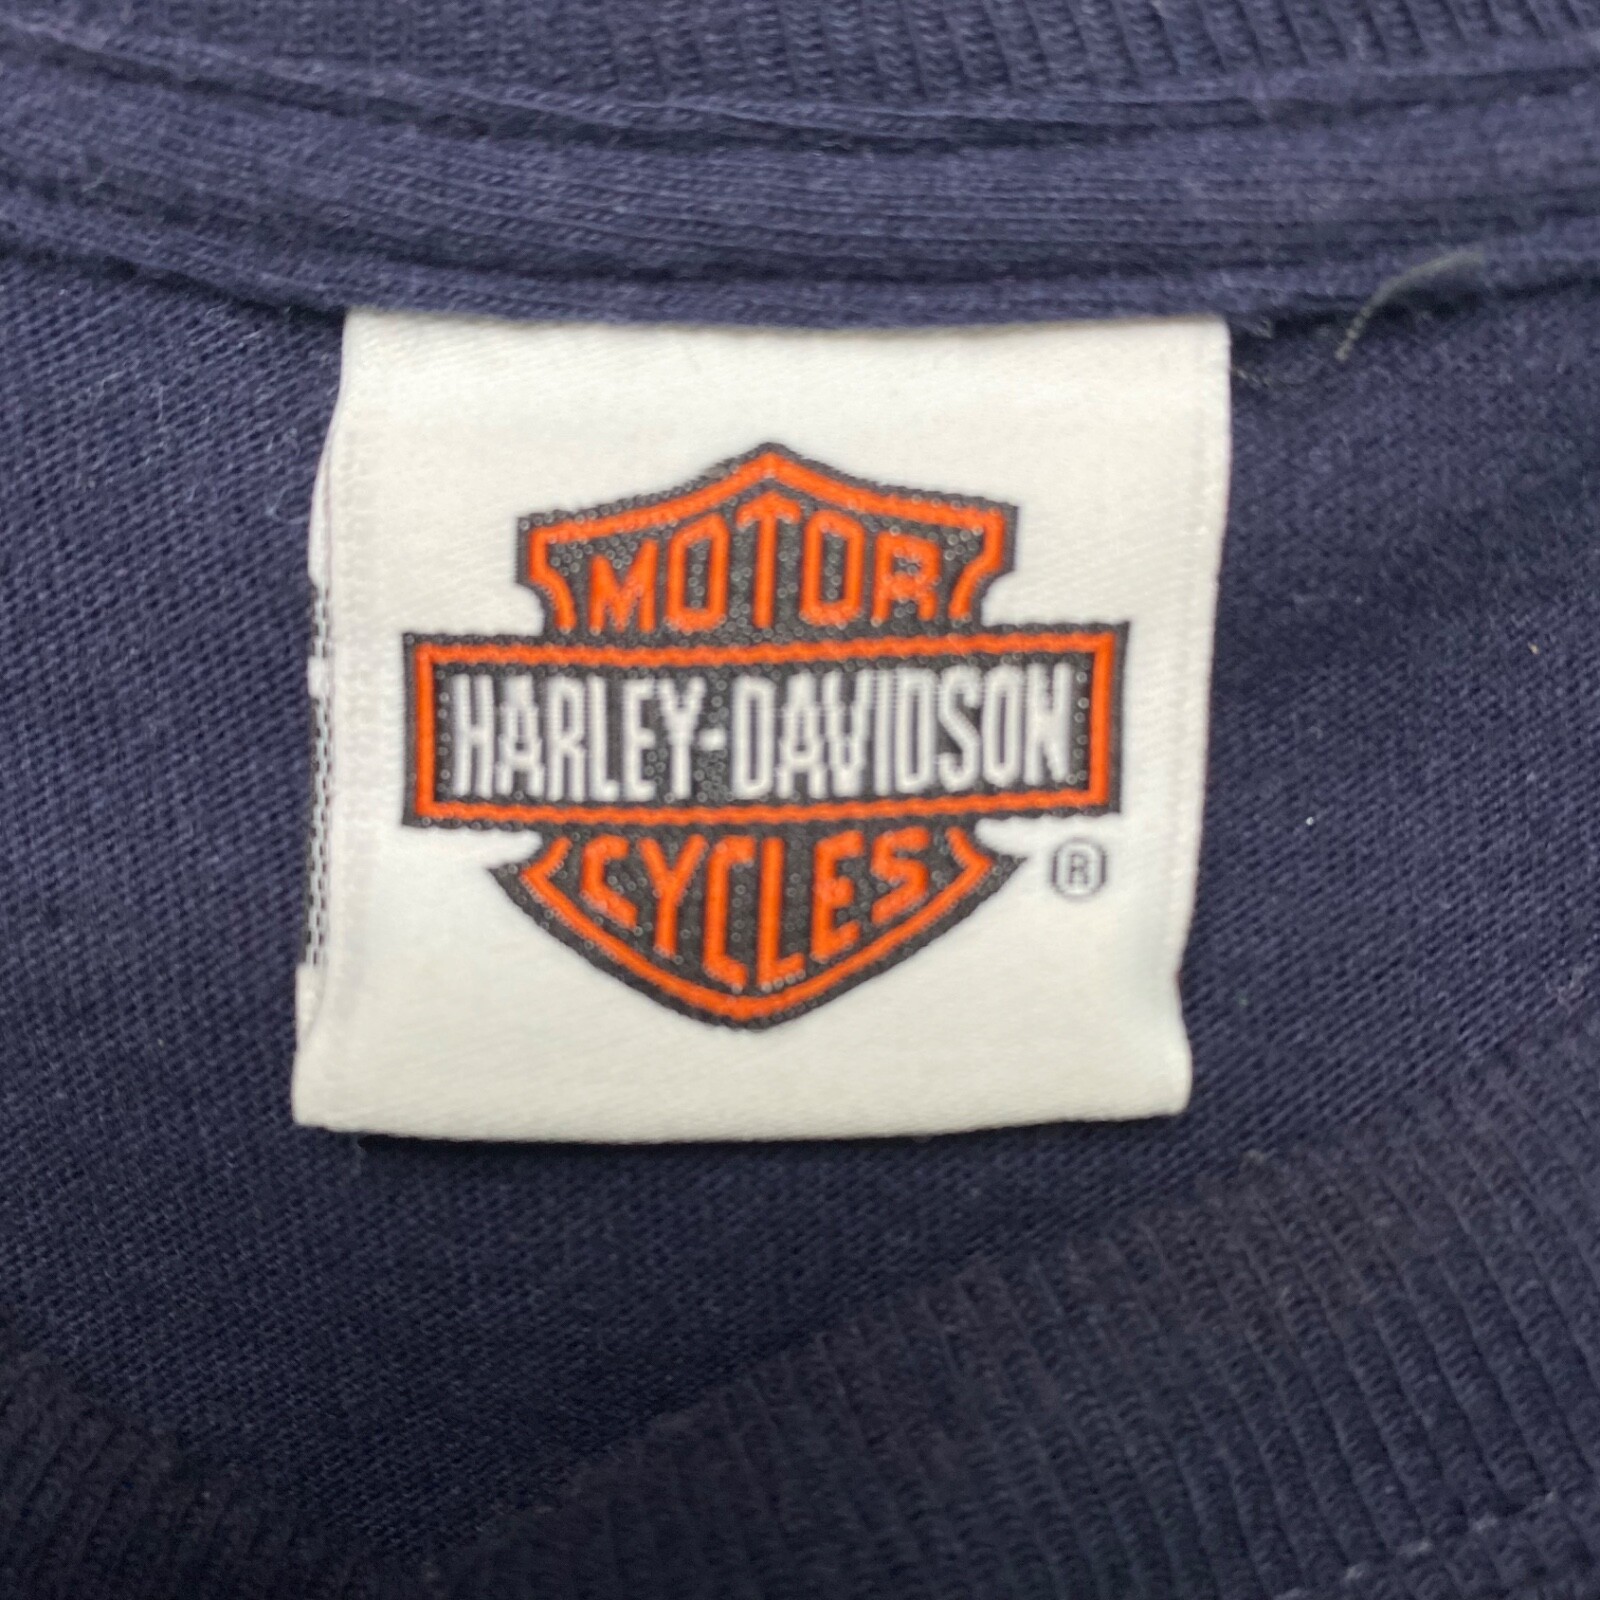 MOTOR
HARLEY-DAVIDSON
CYCLES
®